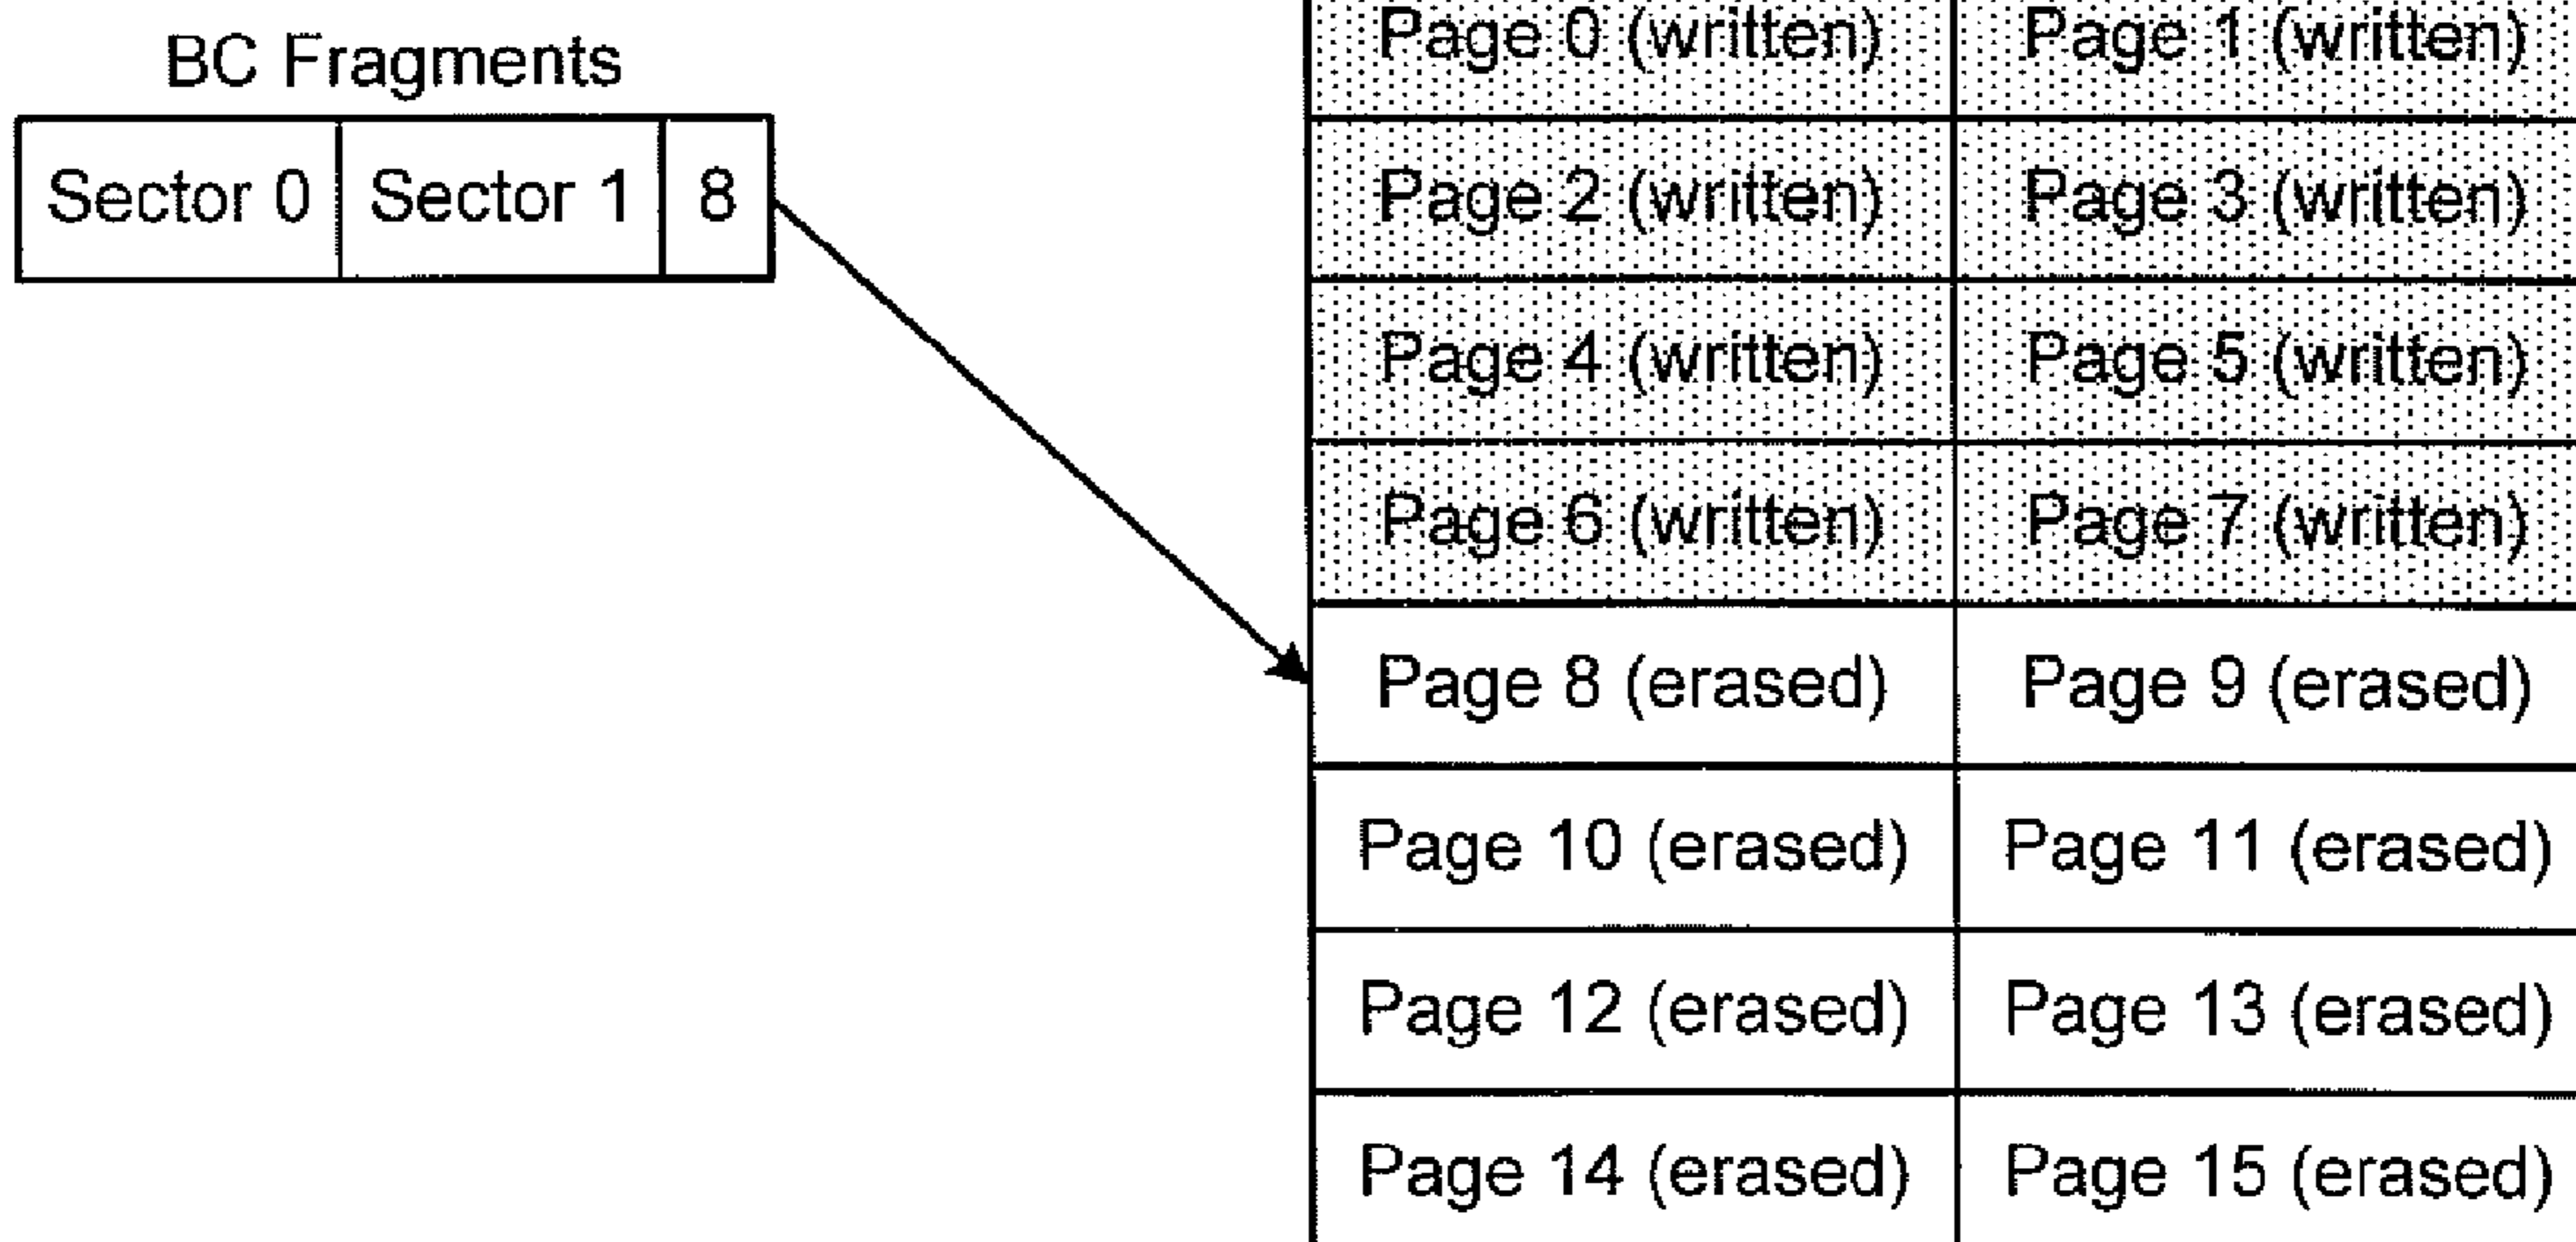 BC Fragments
Sector 0 Sector 1 8
Page 0 (written) Page 1 (written)
Page 2 (written) Page 3 (written)
Page 4 (written) Page 5 (written)
Page 6 (written) Page 7 (written)
Page 8 (erased) Page 9 (erased)
Page 10 (erased) Page 11 (erased)
Page 12 (erased) Page 13 (erased)
Page 14 (erased) Page 15 (erased)